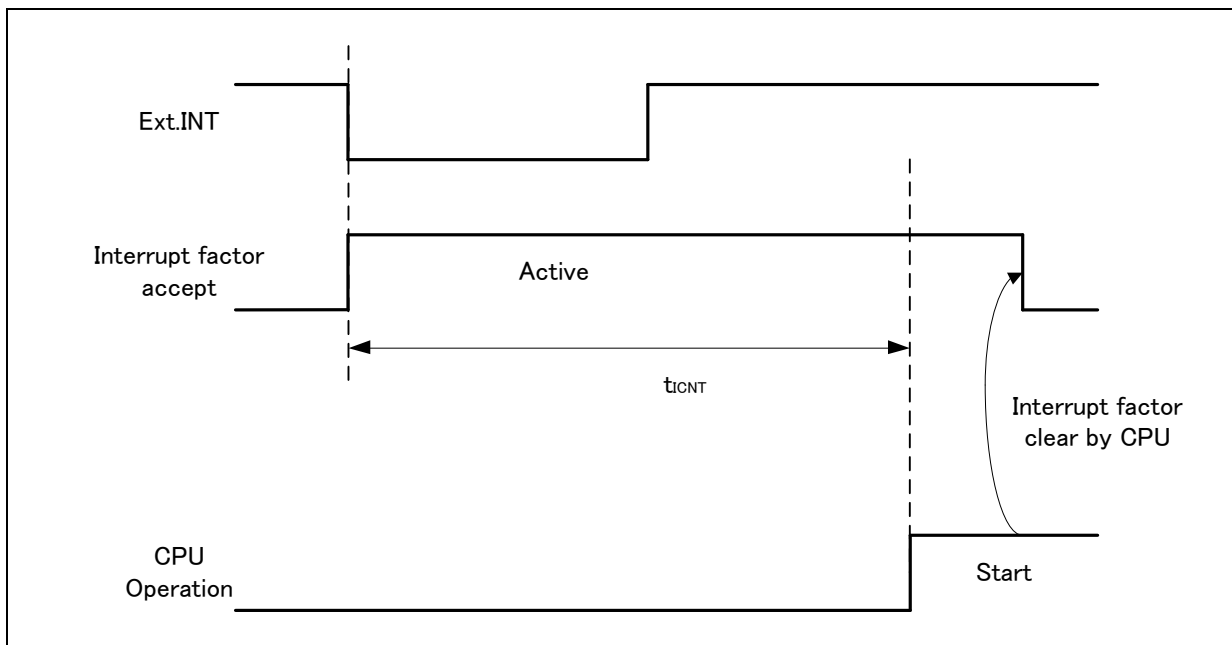 Ext.INT
Interrupt factor
accept
Active
tICNT
Interrupt factor
clear by CPU
CPU
Operation
Start